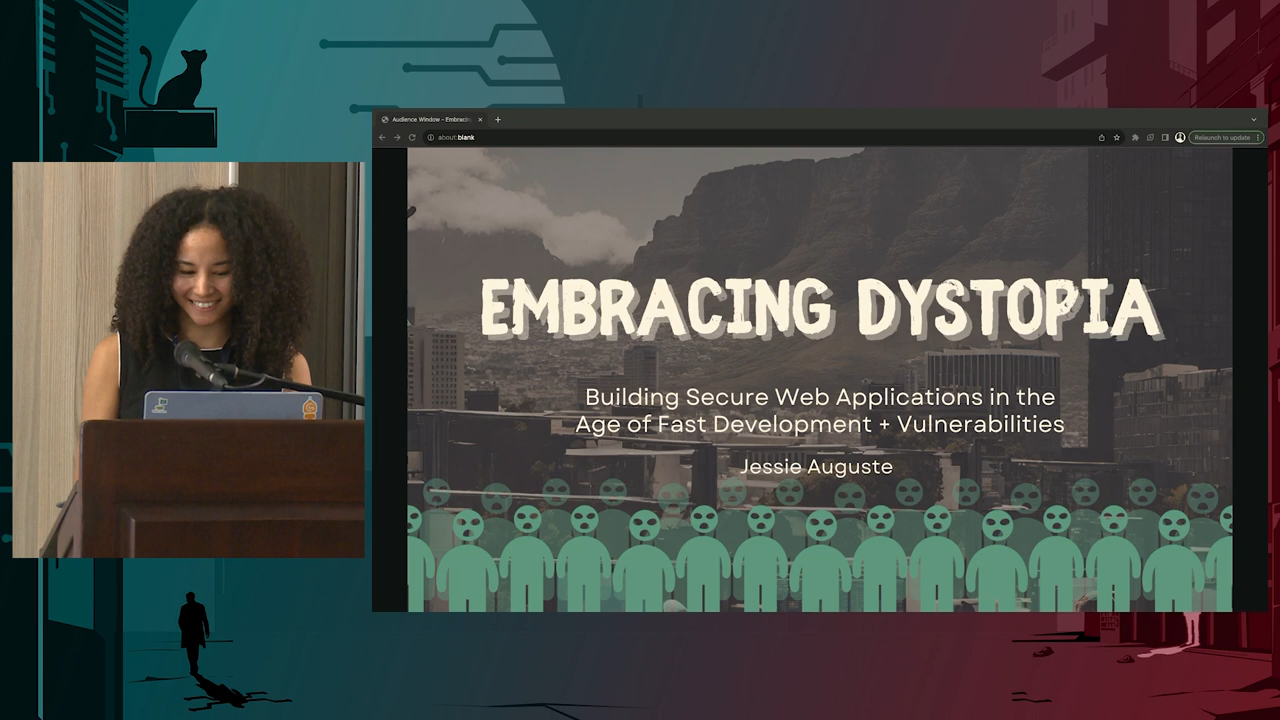 Audience Window - Embracing
about:blank
Relaunch to update
EMBRACING DYSTOPIA
Building Secure Web Applications in the
Age of Fast Development + Vulnerabilities
Jessie Auguste